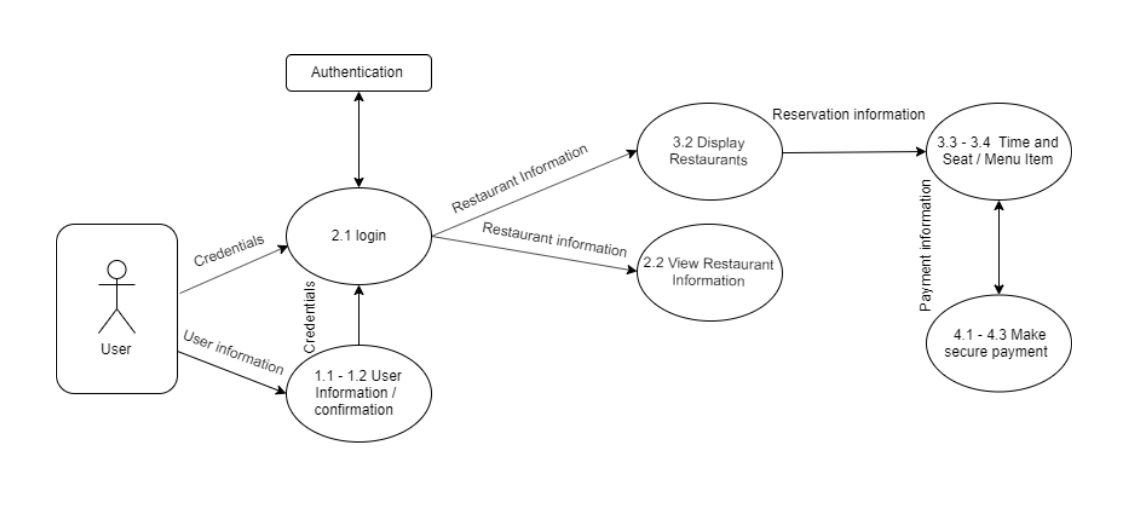 Authentication
Credentials
2.1 login
Restaurant Information
Restaurant information
3.2 Display
Restaurants
Reservation information
3.3 - 3.4  Time and
Seat / Menu Item
2.2 View Restaurant
Information
Payment information
4.1 - 4.3 Make
secure payment
User
User information
Credentials
1.1 - 1.2 User
Information /
confirmation